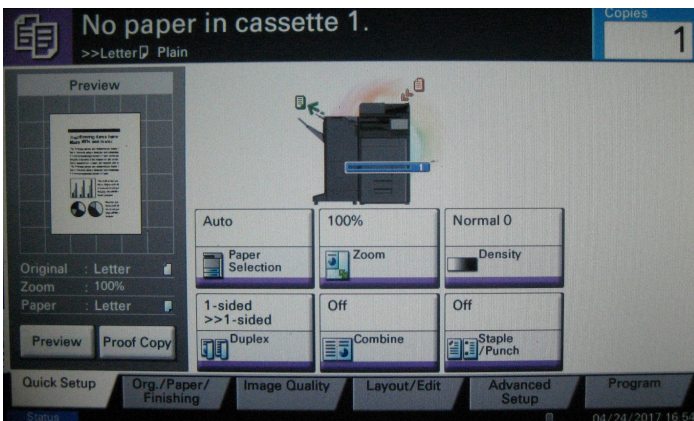 No paper in cassette 1.
>>Letter Plain
Copies
1
Preview
Original : Letter
Zoom : 100%
Paper : Letter
Preview
Proof Copy
1
Auto
Paper
Selection
100%
Zoom
Normal 0
Density
1-sided
>>1-sided
Duplex
Off
Combine
Off
Staple
/Punch
Quick Setup
Org./Paper/
Finishing
Image Quality
Layout/Edit
Advanced
Setup
Program
Status
04/24/2017 16:54